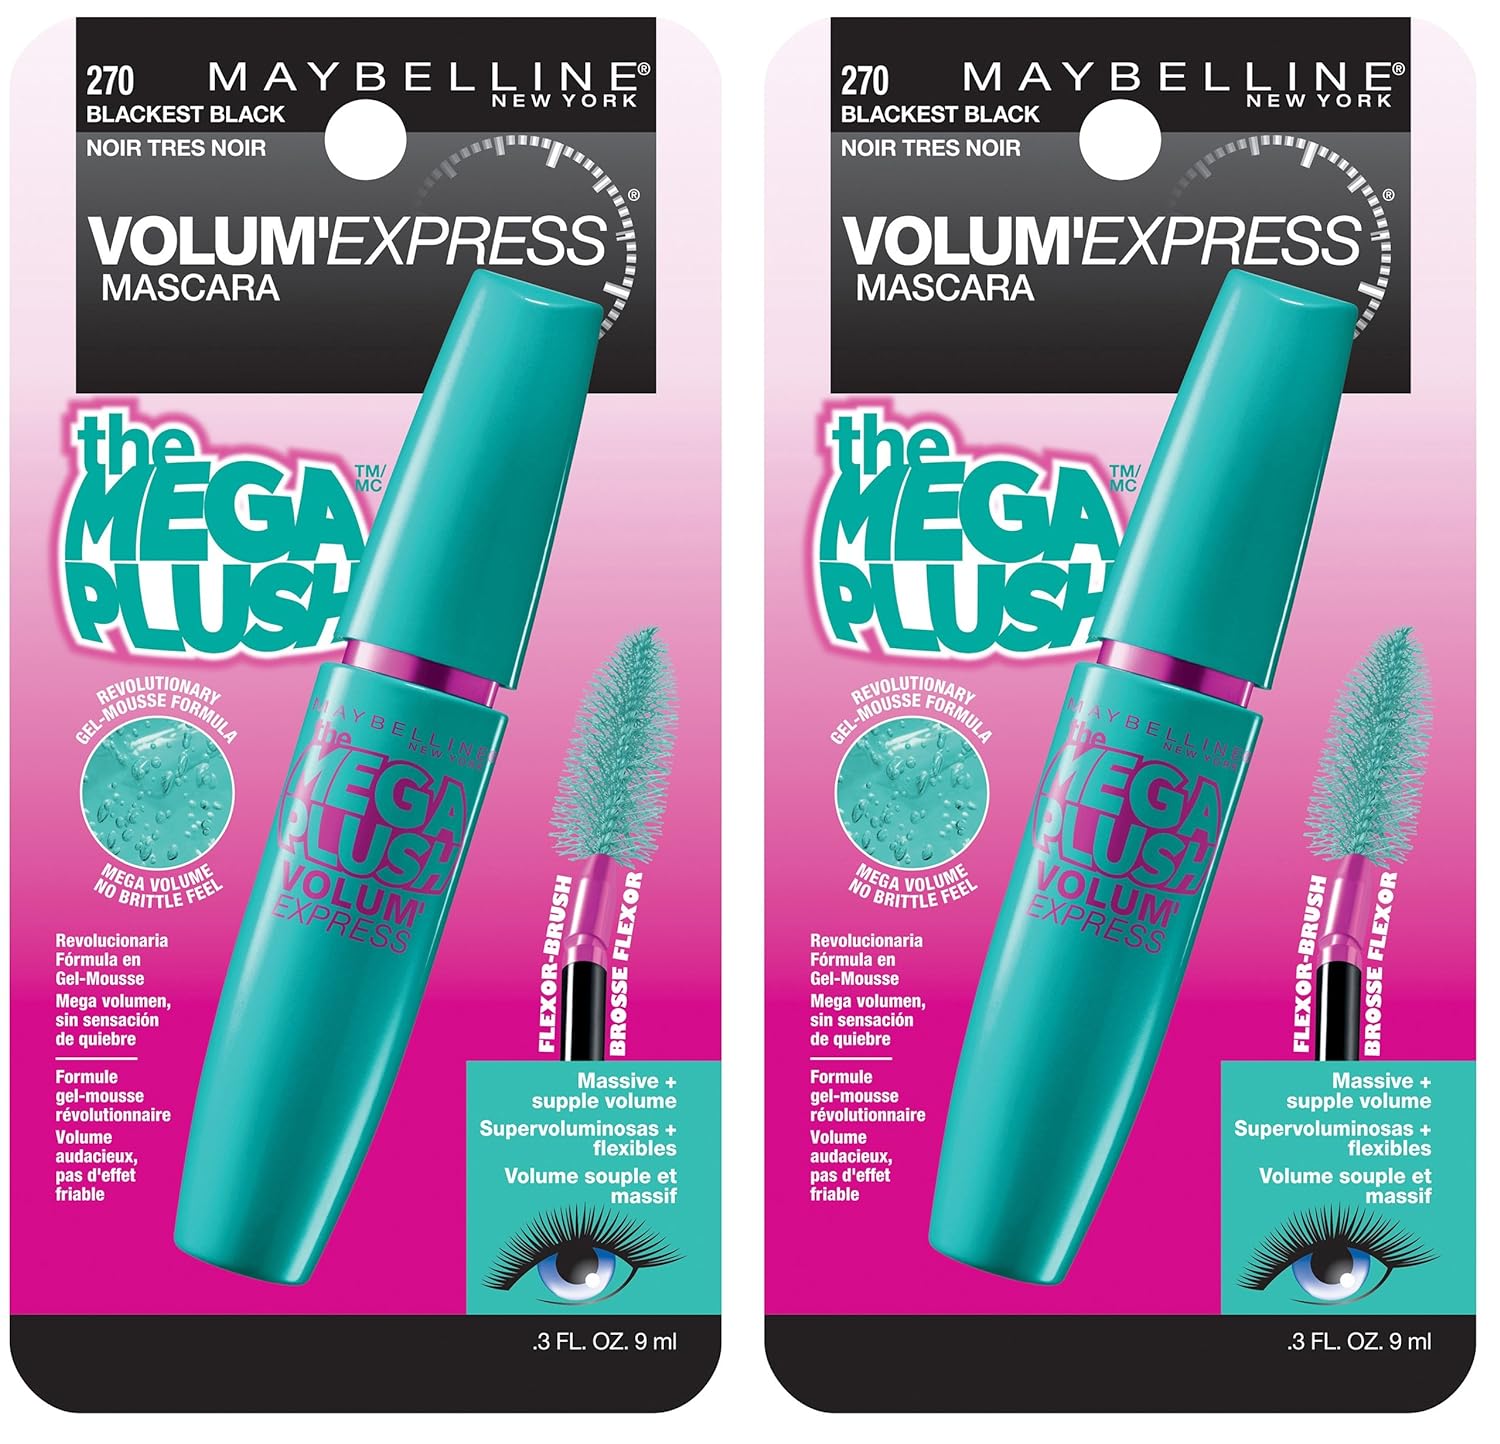 270 MAYBELLINE®
BLACKEST BLACK NEW YORK
NOIR TRES NOIR
®
VOLUM'EXPRESS
MASCARA
the
MEGA TM/
MC
PLUSH
REVOLUTIONARY
GEL-MOUSSE FORMULA
MEGA VOLUME
NO BRITTLE FEEL
MAYBELLINE
NEW YORK
the
MEGA
PLUSH
VOLUM'
EXPRESS
FLEXOR-BRUSH
BROSSE FLEXOR
Revolucionaria
Fórmula en
Gel-Mousse
Mega volumen,
sin sensación
de quiebre
Formule
gel-mousse
révolutionnaire
Volume
audacieux,
pas d'effet
friable
Massive +
supple volume
Supervoluminosas +
flexibles
Volume souple et
massif
.3 FL. OZ. 9 ml
270 MAYBELLINE®
BLACKEST BLACK NEW YORK
NOIR TRES NOIR
®
VOLUM'EXPRESS
MASCARA
the
MEGA TM/
MC
PLUSH
REVOLUTIONARY
GEL-MOUSSE FORMULA
MEGA VOLUME
NO BRITTLE FEEL
MAYBELLINE
NEW YORK
the
MEGA
PLUSH
VOLUM'
EXPRESS
FLEXOR-BRUSH
BROSSE FLEXOR
Revolucionaria
Fórmula en
Gel-Mousse
Mega volumen,
sin sensación
de quiebre
Formule
gel-mousse
révolutionnaire
Volume
audacieux,
pas d'effet
friable
Massive +
supple volume
Supervoluminosas +
flexibles
Volume souple et
massif
.3 FL. OZ. 9 ml